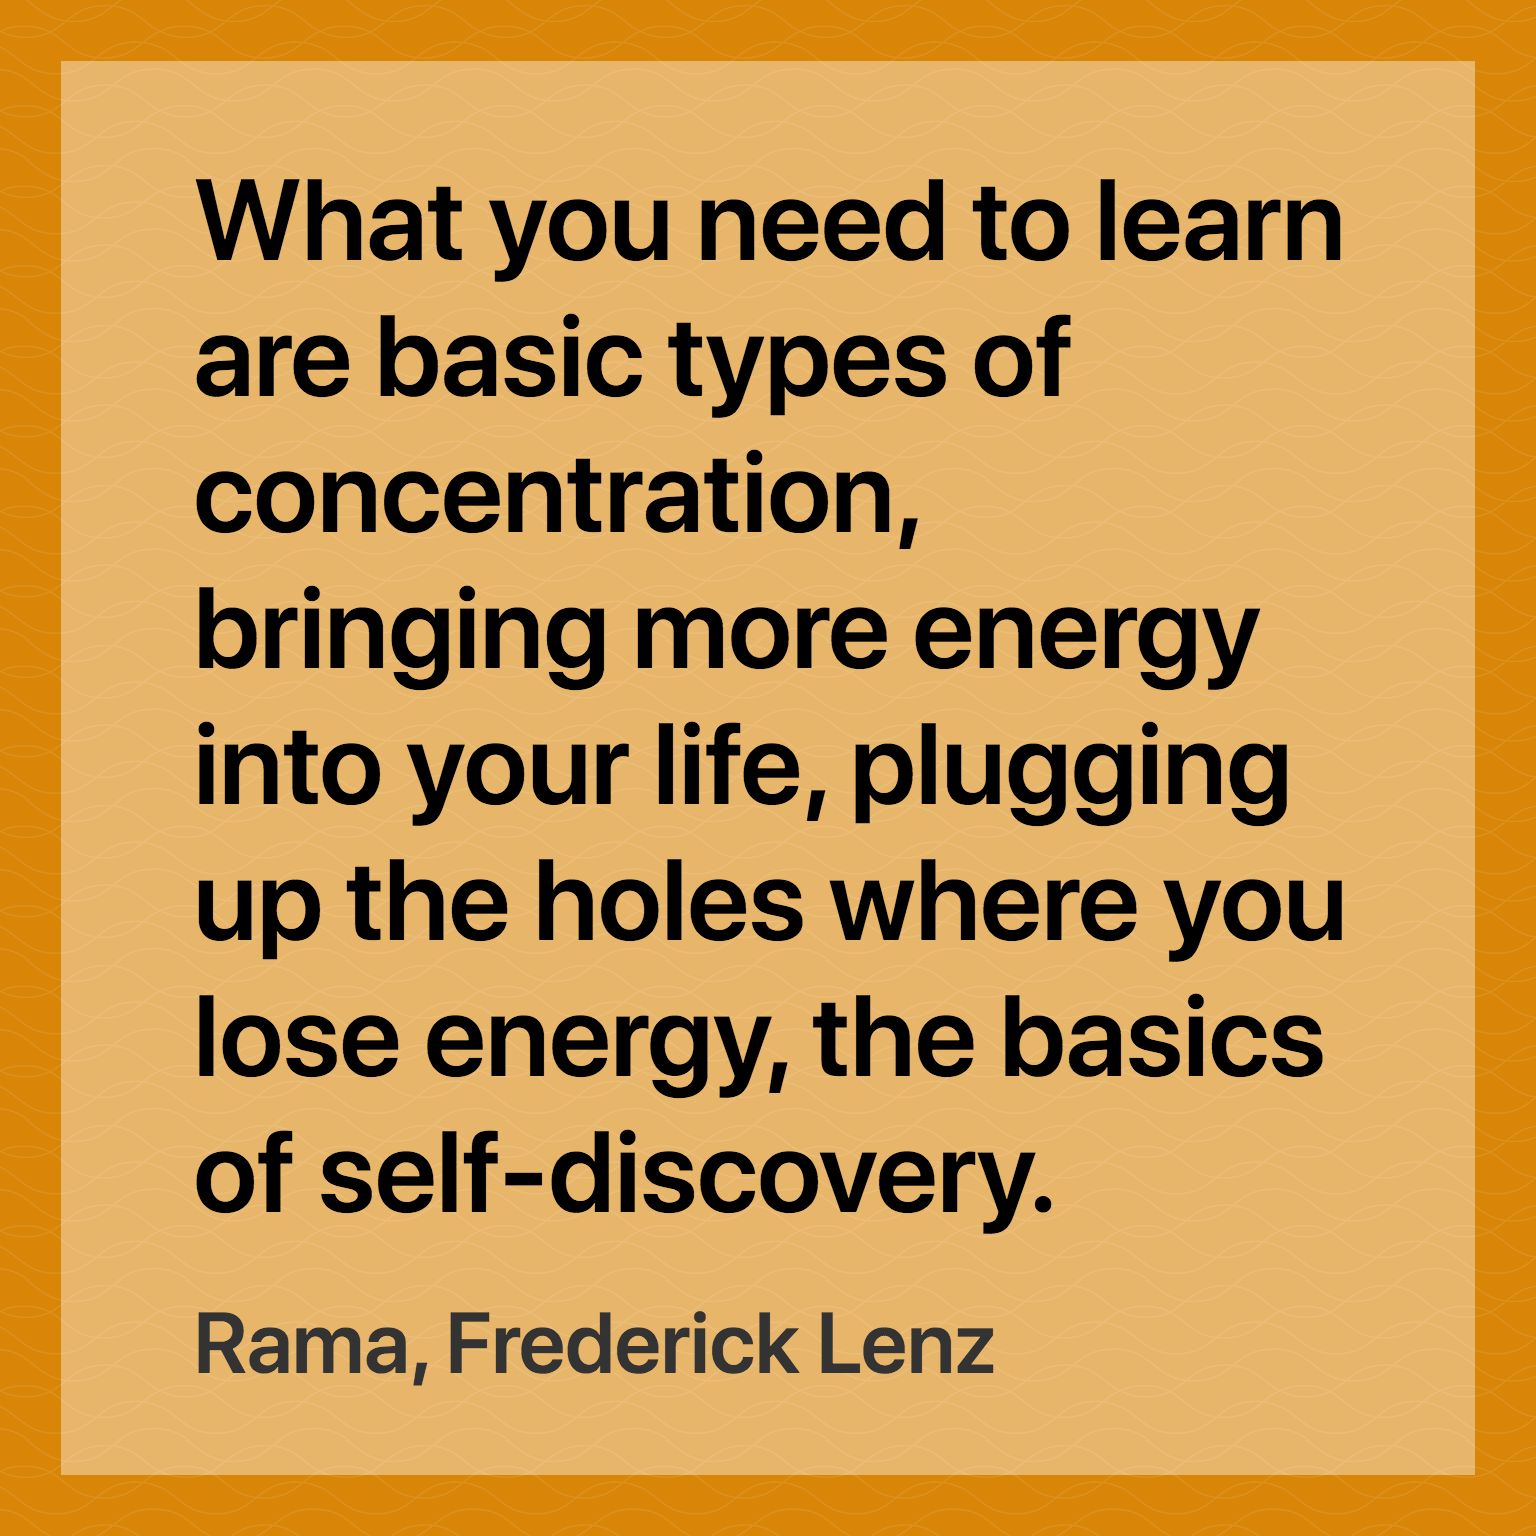 What you need to learn
are basic types of
concentration,
bringing more energy
into your life, plugging
up the holes where you
lose energy, the basics
of self-discovery.
Rama, Frederick Lenz